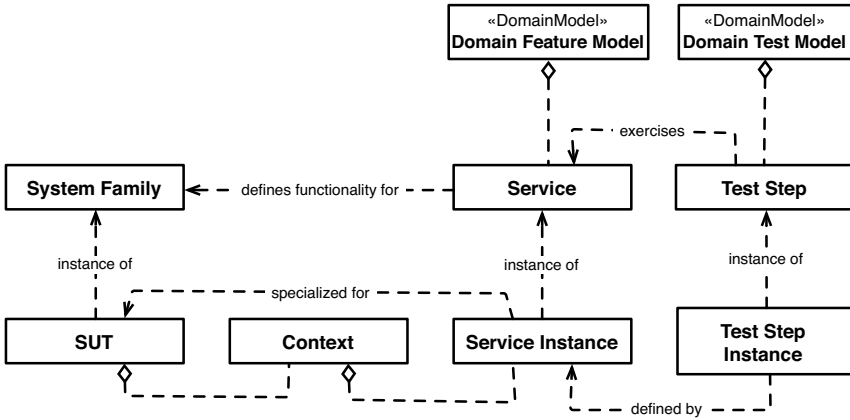 «DomainModel»
Domain Feature Model
«DomainModel»
Domain Test Model
exercises
System Family
defines functionality for
Service
Test Step
instance of
instance of
instance of
specialized for
SUT
Context
Service Instance
Test Step
Instance
defined by